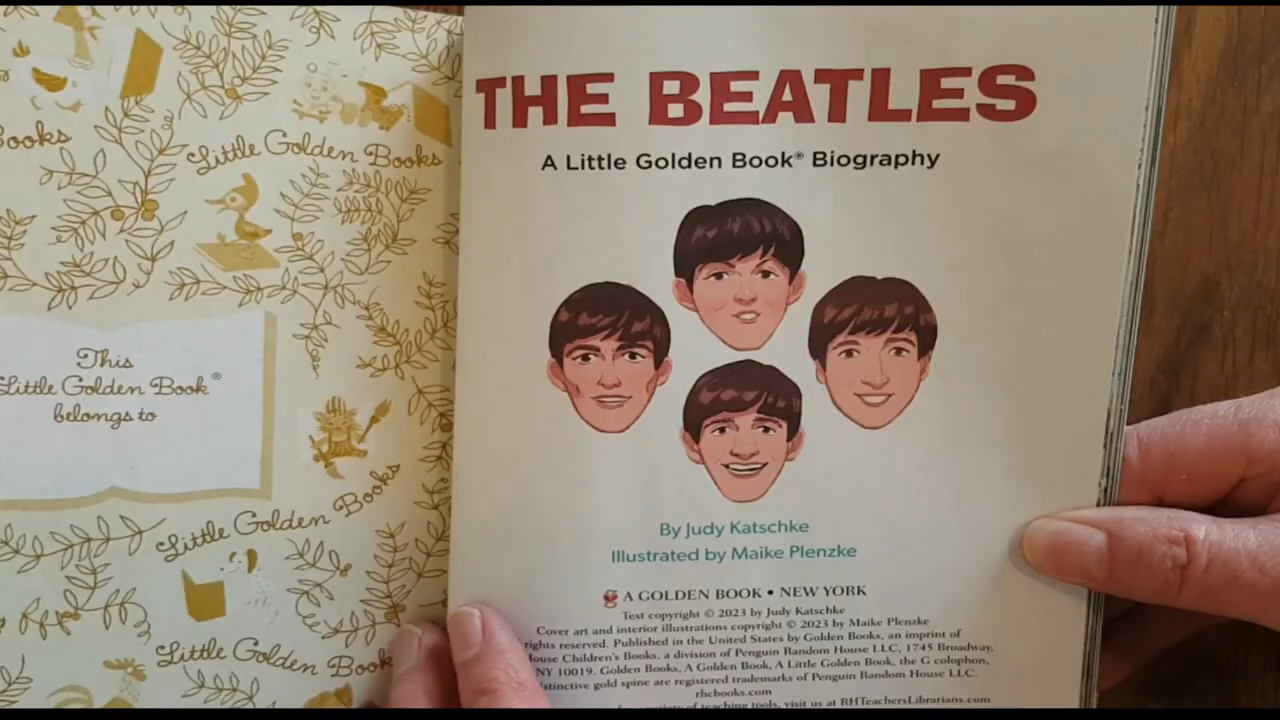 Books
Little Golden Books
This
Little Golden Book®
belongs to
Little Golden Books
Little Golden Book
THE BEATLES
A Little Golden Book® Biography
By Judy Katschke
Illustrated by Maike Plenzke
A GOLDEN BOOK • NEW YORK
Text copyright © 2023 by Judy Katschke
Cover art and interior illustrations copyright © 2023 by Maike Plenzke
rights reserved. Published in the United States by Golden Books, an imprint of
House Children's Books, a division of Penguin Random House LLC, 1745 Broadway,
NY 10019. Golden Books, A Golden Book, A Little Golden Book, the G colophon,
distinctive gold spine are registered trademarks of Penguin Random House LLC.
rhcbooks.com
variety of teaching tools, visit us at RHTeachersLibrarians.com